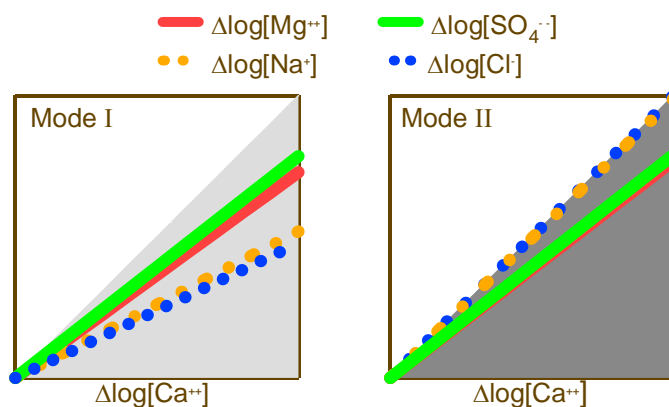 Δlog[Mg⁺⁺] Δlog[SO₄⁻⁻]
Δlog[Na⁺] Δlog[Cl⁻]
Mode I Mode II
Δlog[Ca⁺⁺] Δlog[Ca⁺⁺]